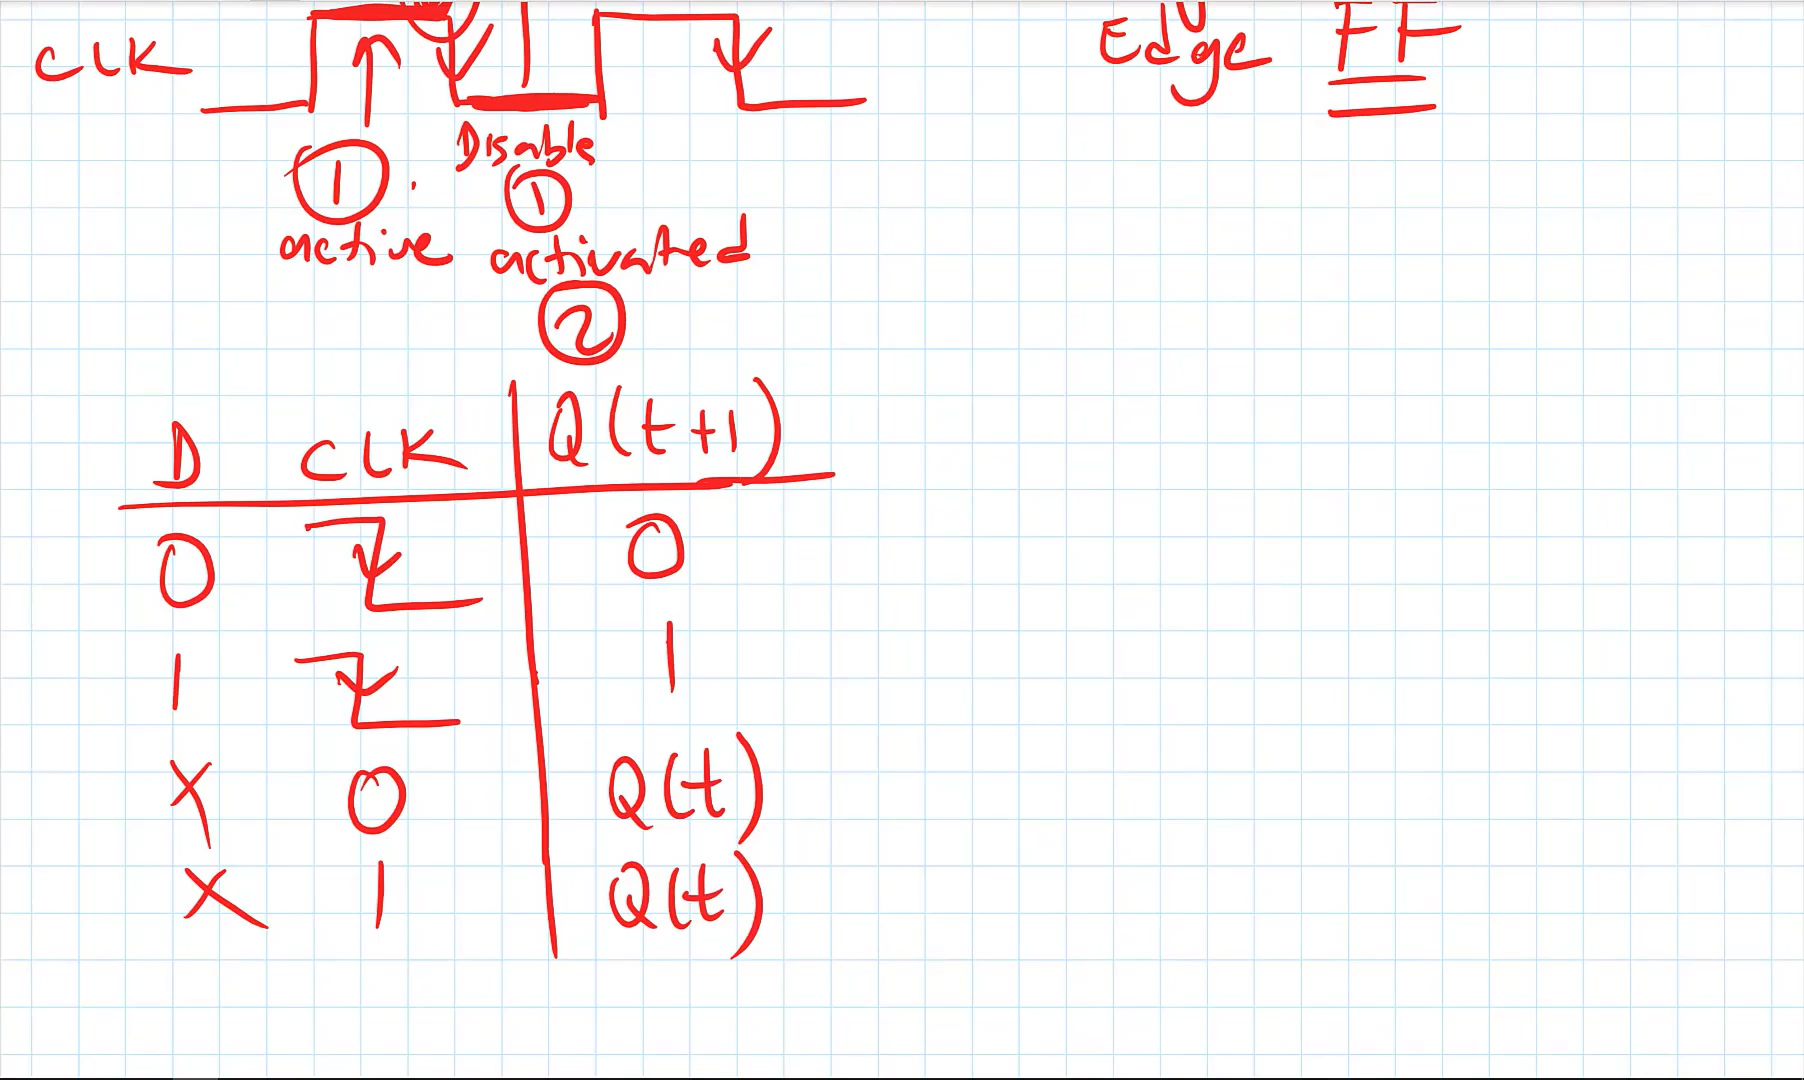 CLK
Edge FF
① Disable
active ①
activated
②
D CLK Q(t+1)
0 0
1 1
X 0 Q(t)
X 1 Q(t)